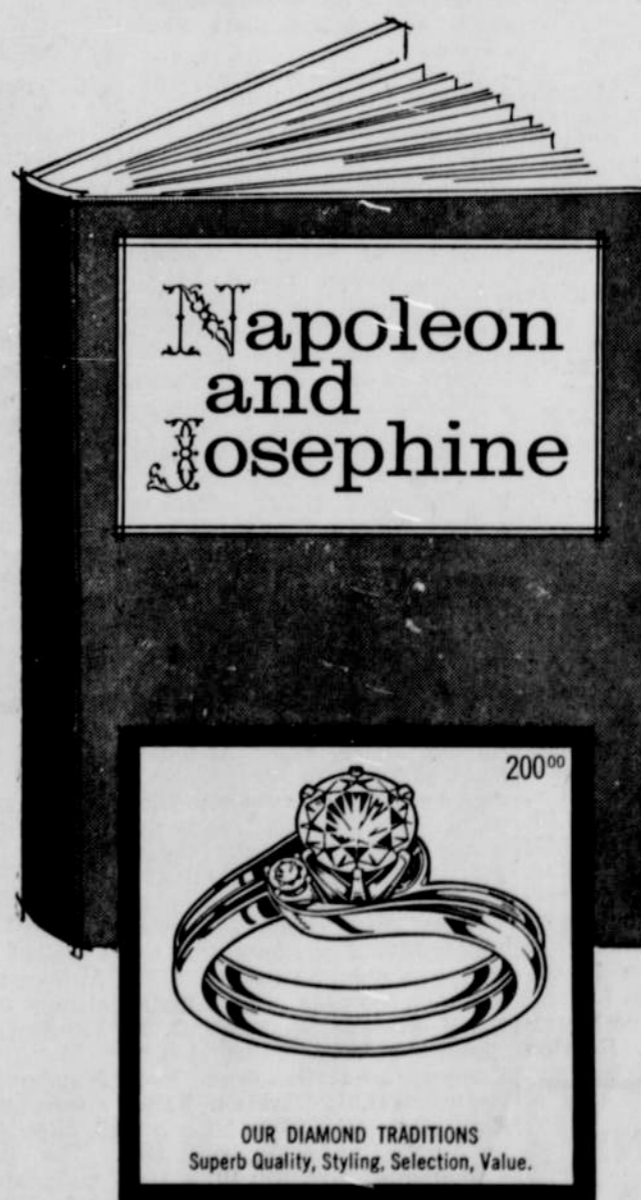 Napoleon
and
Josephine
200⁰⁰
OUR DIAMOND TRADITIONS
Superb Quality, Styling, Selection, Value.